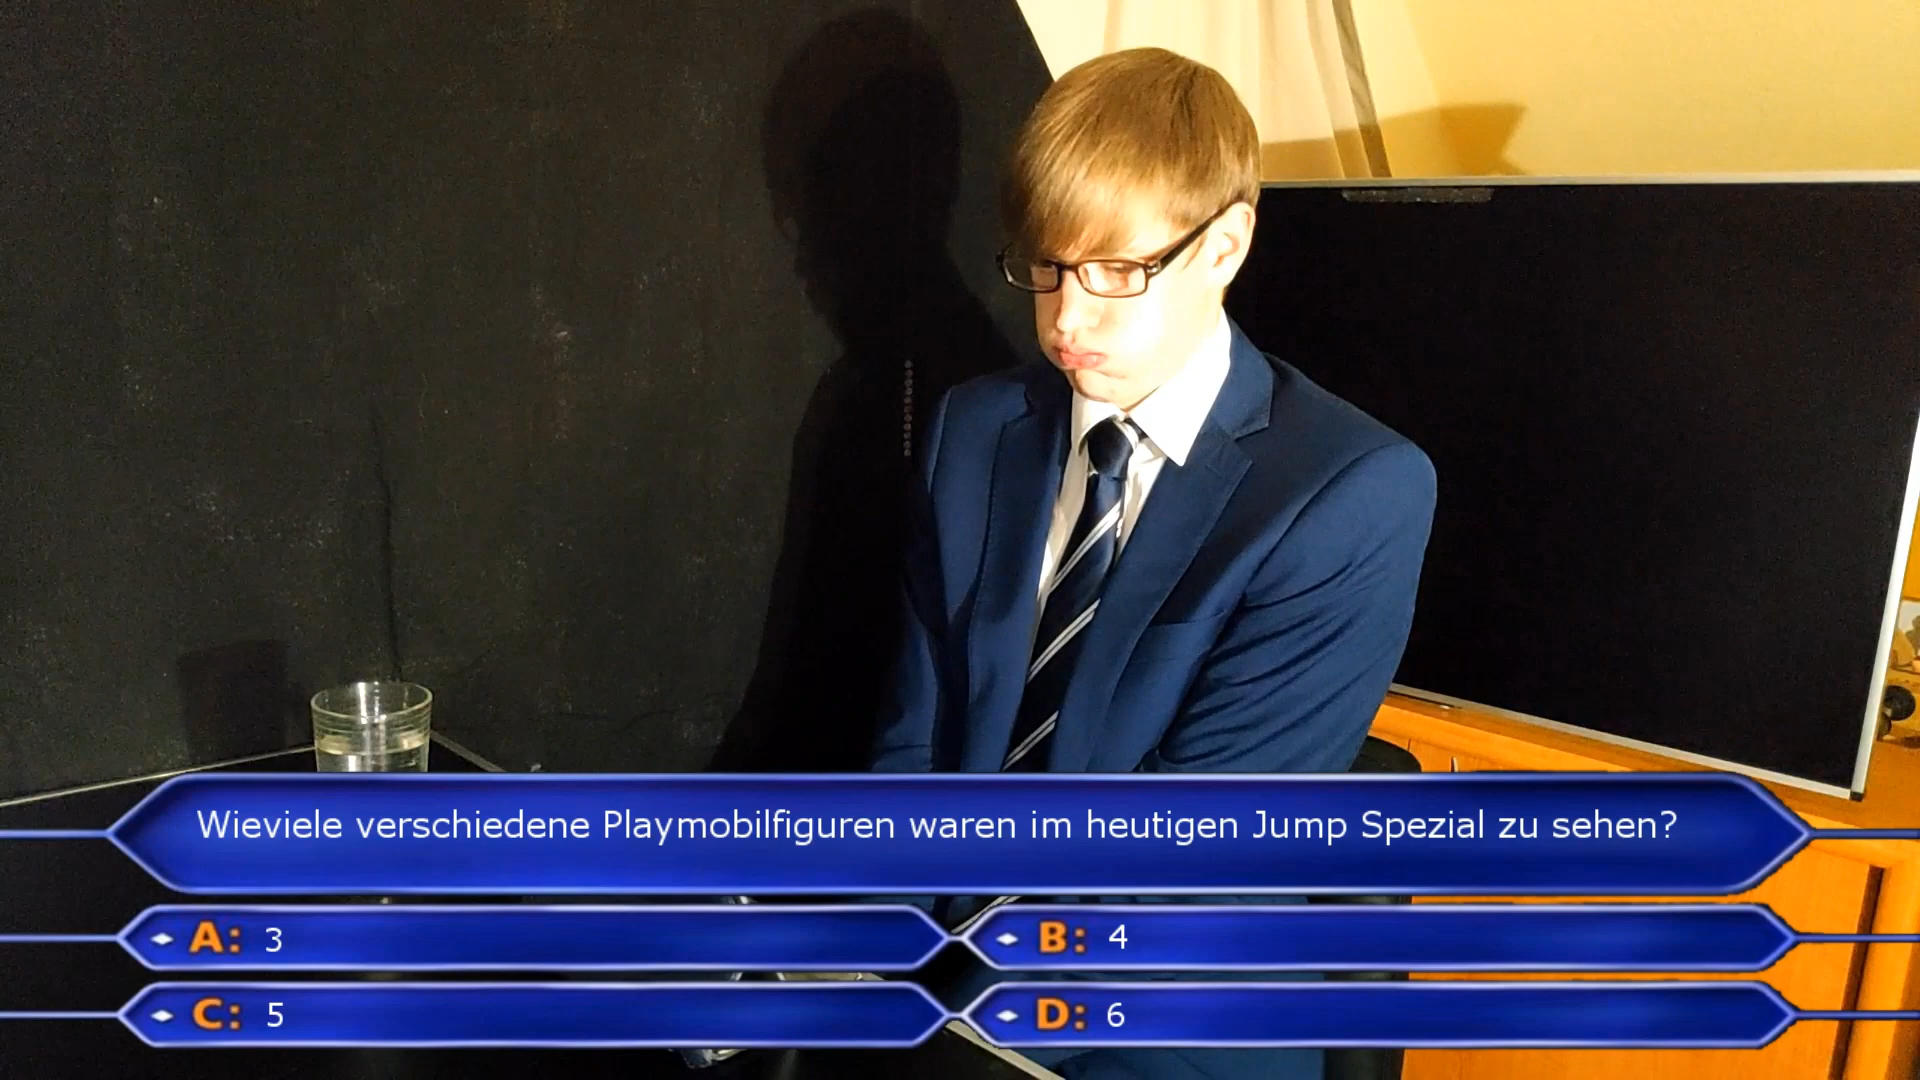 Wieviele verschiedene Playmobilfiguren waren im heutigen Jump Spezial zu sehen?
A: 3
B: 4
C: 5
D: 6